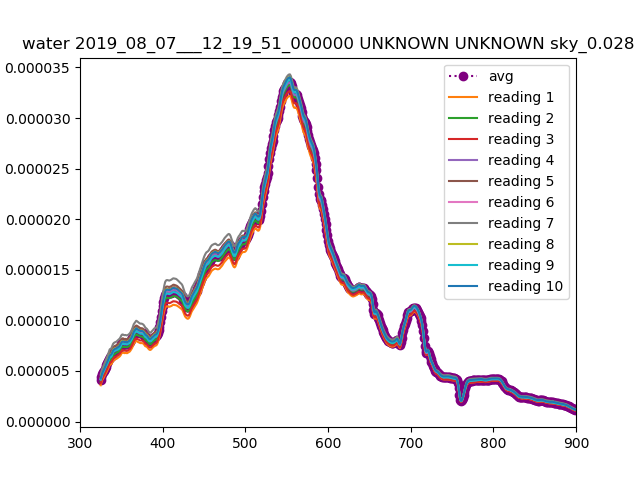 water 2019_08_07___12_19_51_000000 UNKNOWN UNKNOWN sky_0.028
0.000035
0.000030
0.000025
0.000020
0.000015
0.000010
0.000005
0.000000
300 400 500 600 700 800 900
avg
reading 1
reading 2
reading 3
reading 4
reading 5
reading 6
reading 7
reading 8
reading 9
reading 10